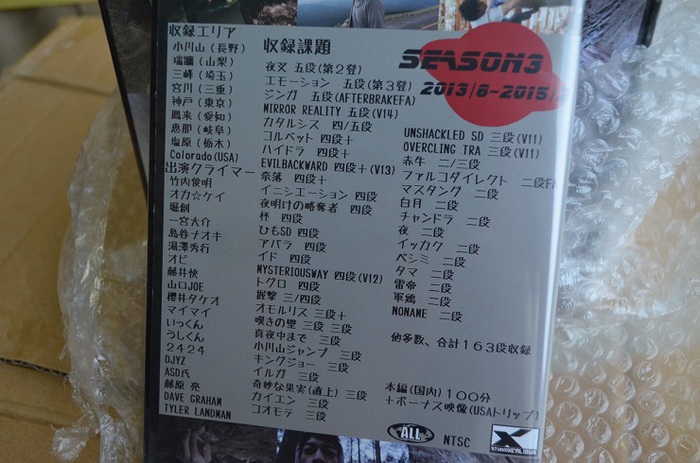 収録エリア
小川山(長野)
瑞牆(山梨)
三峰(埼玉)
宮川(三重)
神戸(東京)
鳳来(愛知)
恵那(岐阜)
塩原(栃木)
Colorado(USA)
出演クライマー
竹内俊明
オカ☆ケイ
堀創
一宮大介
島谷ナオキ
湯澤秀行
オビ
藤井快
山口JOE
櫻井タケオ
マイマイ
いっくん
うしくん
2424
DJYZ
ASD氏
藤原 亮
DAVE GRAHAM
TYLER LANDMAN
収録課題
夜叉 五段(第2登)
エモーション 五段(第3登)
ジンガ 五段(AFTERBRAKEFA)
MIRROR REALITY 五段(V14)
カタルシス 四/五段
コルベット 四段+
ハイドラ 四段+
EVILBACKWARD 四段+(V13)
奈落 四段+
イニシエーション 四段
夜明けの略奪者 四段
杯 四段
ひもSD 四段
アバラ 四段
イド 四段
MYSTERIOUSWAY 四段(V12)
トグロ 四段
握撃 三/四段
オモルリス 三段+
嘆きの壁 三段 三段
真夜中まで 三段
小川山ジャンプ 三段
キングジョー 三段
イルガ 三段
奇妙な果実(直上) 三段
カイエン 三段
コオモテ 三段
SEASON3
2013/8-2015/
UNSHACKLED SD 三段(V11)
OVERCLING TRA 三段(V11)
赤牛 二/三段
ファルコダイレクト 二段FA
マスタング 二段
白月 二段
チャンドラ 二段
夜 二段
イッカク 二段
ペシミ 二段
タマ 二段
雷帝 二段
軍鶏 二段
NONAME 二段
他多数、合計163段収録
本編(国内)100分
+ボーナス映像(USAトリップ)
ALL
NTSC